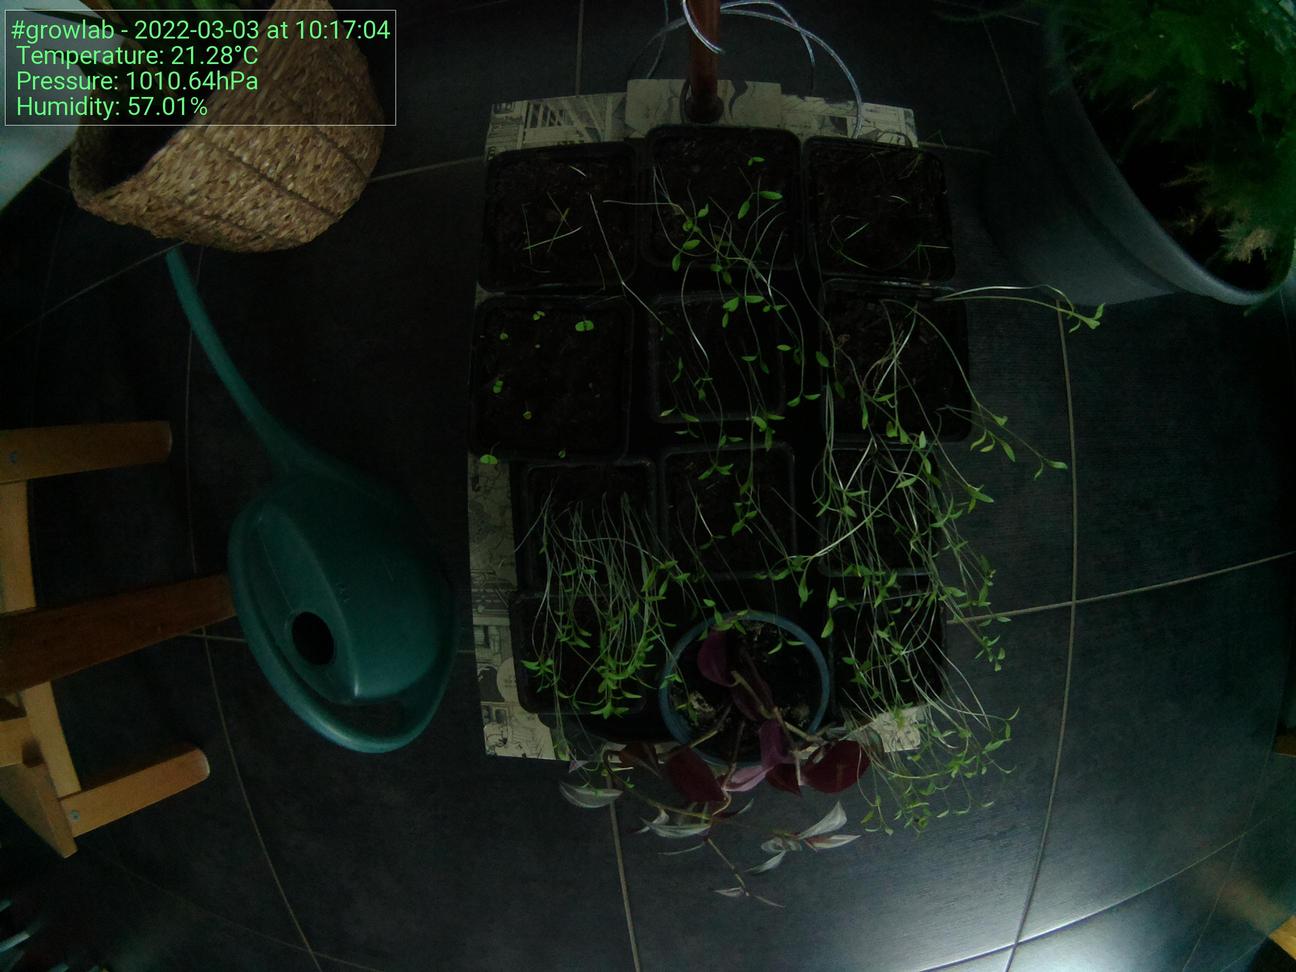 #growlab - 2022-03-03 at 10:17:04
Temperature: 21.28°C
Pressure: 1010.64hPa
Humidity: 57.01%